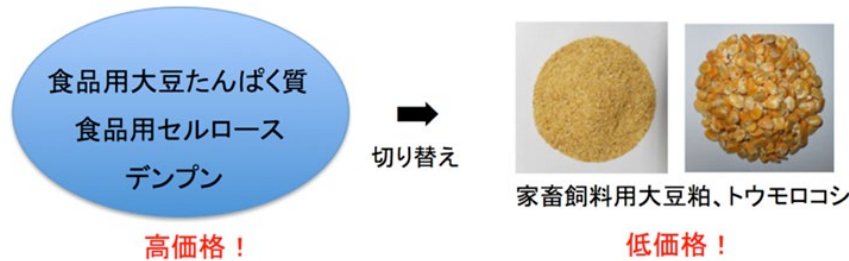 食品用大豆たんぱく質
食品用セルロース
デンプン
高価格！
切り替え
家畜飼料用大豆粕、トウモロコシ
低価格！